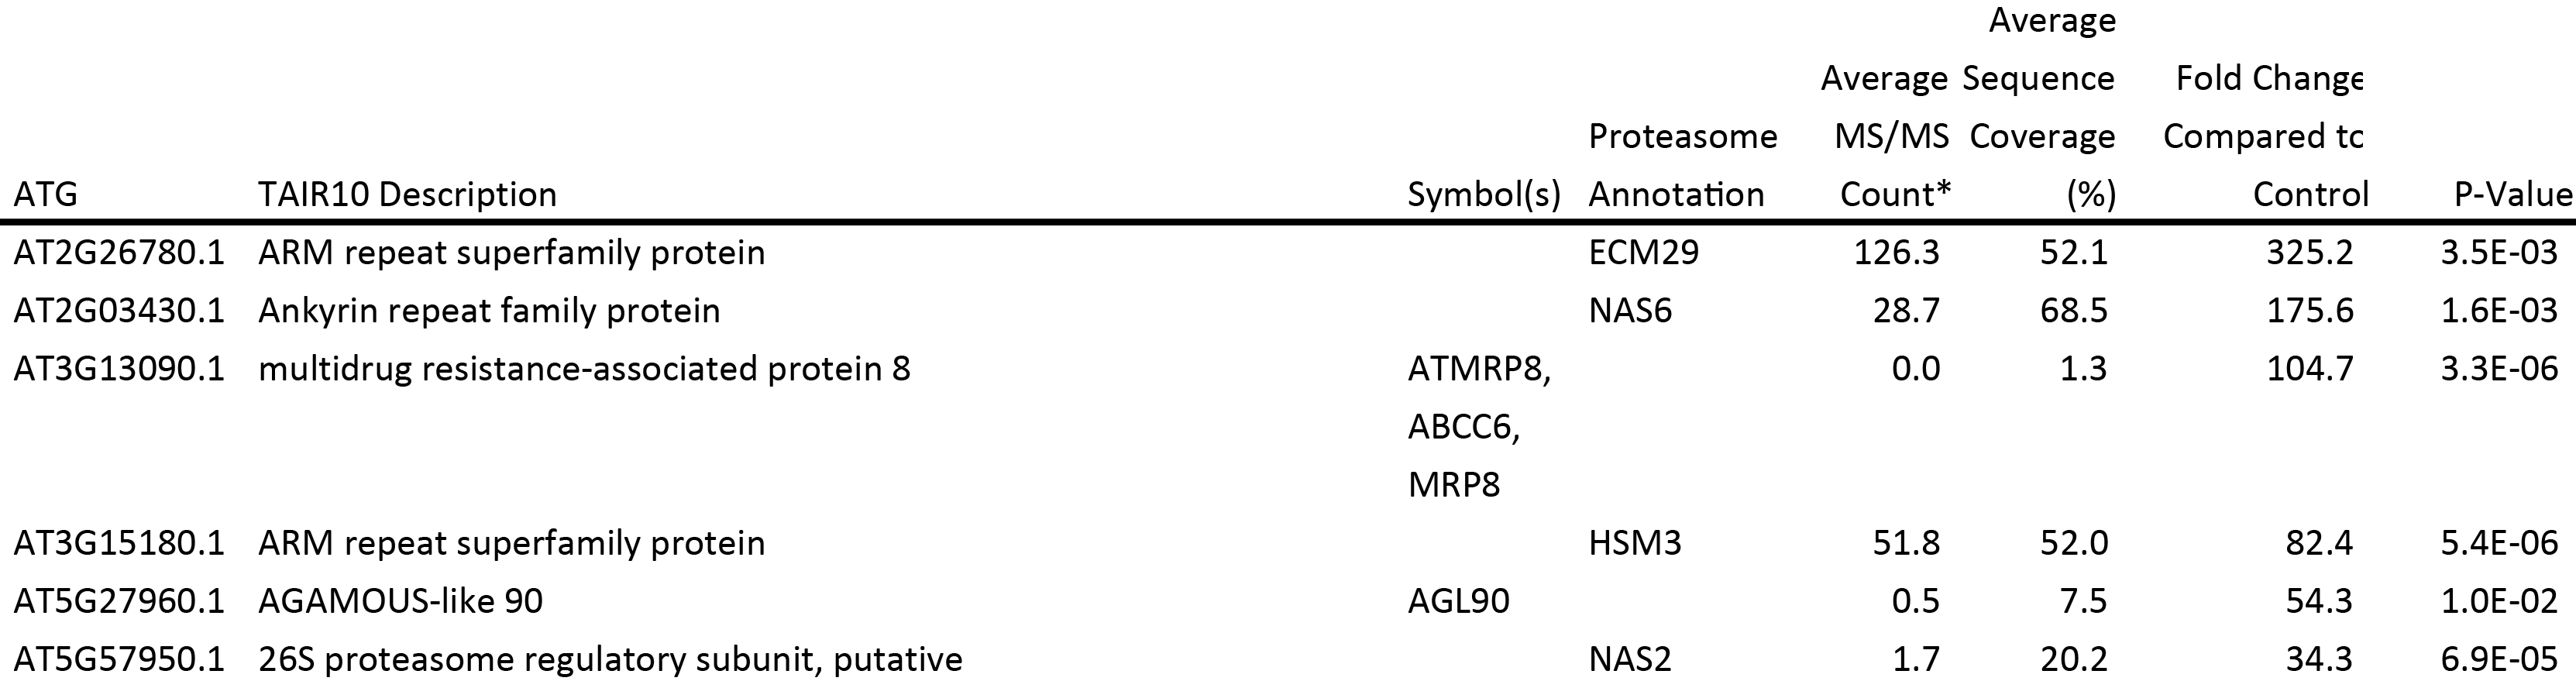 Average
Average Sequence Fold Change
Proteasome MS/MS Coverage Compared to
ATG TAIR10 Description Symbol(s) Annotation Count* (%) Control P-Value
AT2G26780.1 ARM repeat superfamily protein ECM29 126.3 52.1 325.2 3.5E-03
AT2G03430.1 Ankyrin repeat family protein NAS6 28.7 68.5 175.6 1.6E-03
AT3G13090.1 multidrug resistance-associated protein 8 ATMRP8, 0.0 1.3 104.7 3.3E-06
ABCC6,
MRP8
AT3G15180.1 ARM repeat superfamily protein HSM3 51.8 52.0 82.4 5.4E-06
AT5G27960.1 AGAMOUS-like 90 AGL90 0.5 7.5 54.3 1.0E-02
AT5G57950.1 26S proteasome regulatory subunit, putative NAS2 1.7 20.2 34.3 6.9E-05